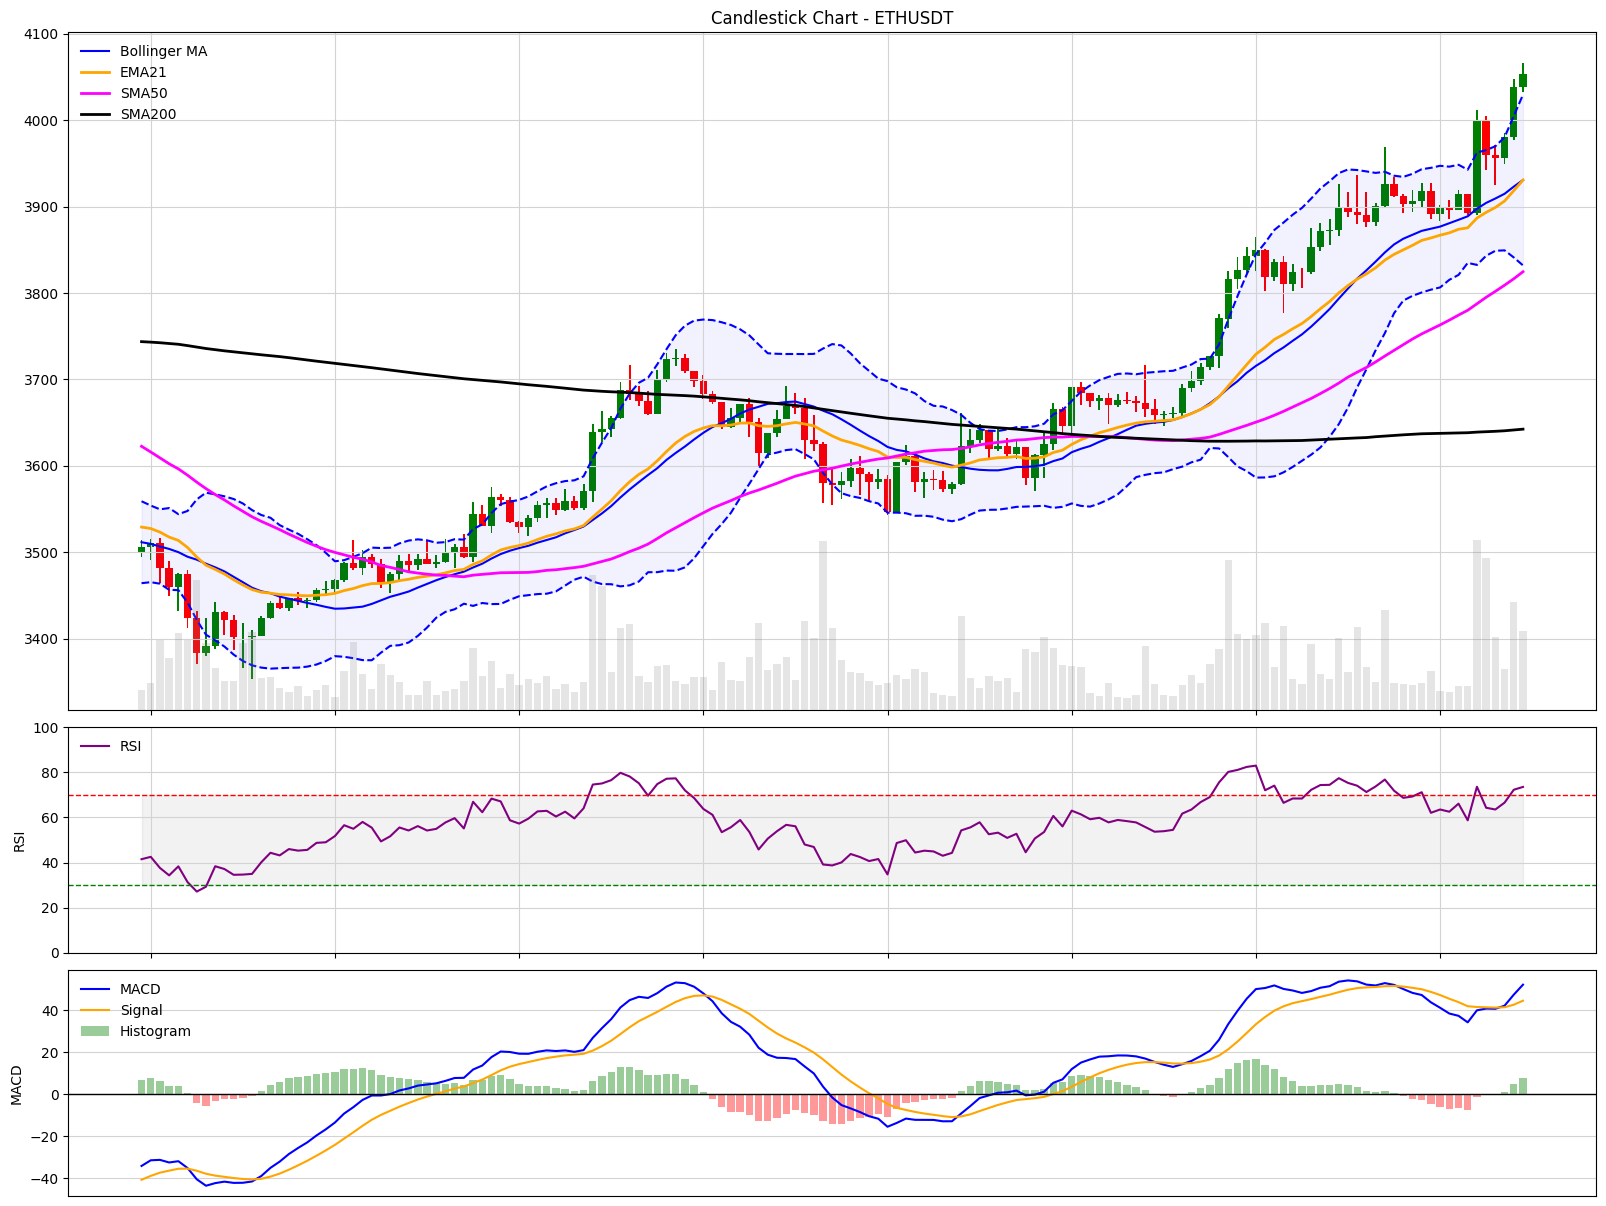 Candlestick Chart - ETHUSDT
4100
4000
3900
3800
3700
3600
3500
3400
Bollinger MA
EMA21
SMA50
SMA200
100
80
60
40
20
0
RSI
RSI
40
20
0
−20
−40
MACD
MACD
Signal
Histogram